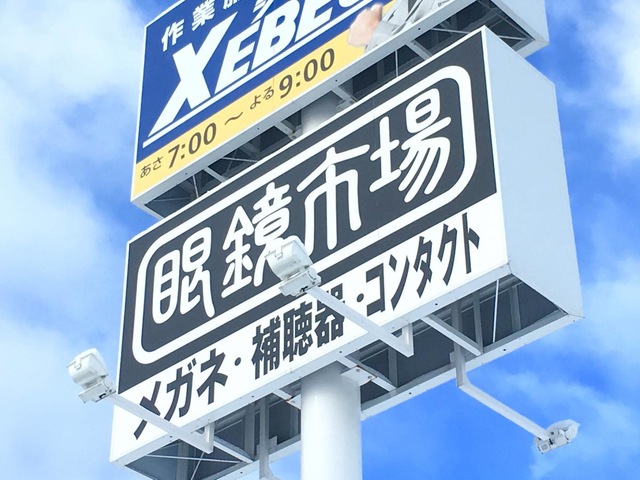 作業
XEBEC
あさ 7:00 ～ よる 9:00
眼鏡市場
メガネ・補聴器・コンタクト